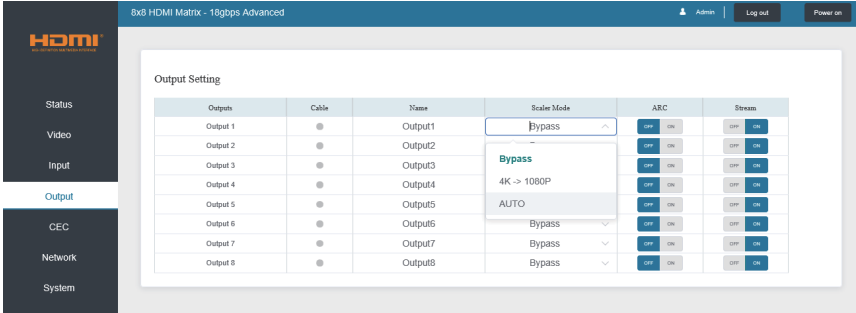 8x8 HDMI Matrix - 18gbps Advanced
Admin
Log out
Power on
HDMI
Status
Video
Input
Output
CEC
Network
System
Output Setting
Outputs Cable Name Scaler Mode ARC Stream
Output 1 Output1 Bypass OFF ON OFF ON
Output 2 Output2 OFF ON OFF ON
Output 3 Output3 Bypass OFF ON OFF ON
Output 4 Output4 4K -> 1080P OFF ON OFF ON
Output 5 Output5 AUTO OFF ON OFF ON
Output 6 Output6 Bypass OFF ON OFF ON
Output 7 Output7 Bypass OFF ON OFF ON
Output 8 Output8 Bypass OFF ON OFF ON